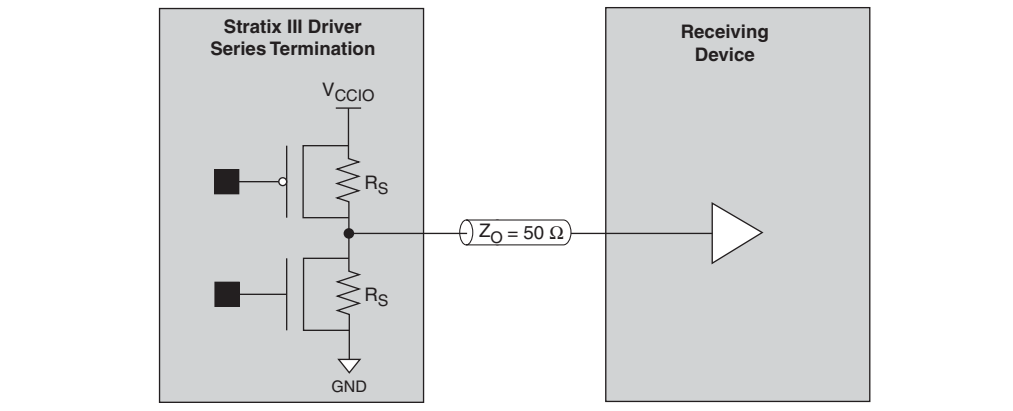 Stratix III Driver
Series Termination
Receiving
Device
VCCIO
RS
ZO = 50 Ω
RS
GND